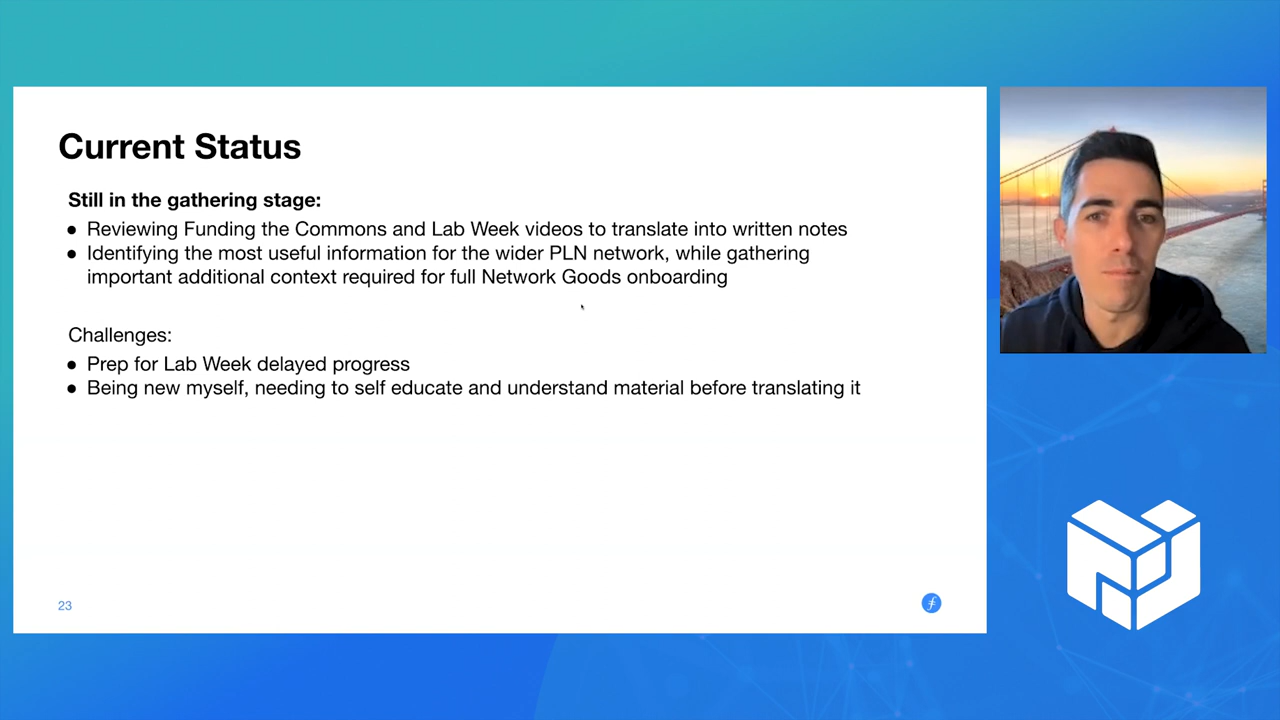 Current Status
Still in the gathering stage:
● Reviewing Funding the Commons and Lab Week videos to translate into written notes
● Identifying the most useful information for the wider PLN network, while gathering
important additional context required for full Network Goods onboarding
Challenges:
● Prep for Lab Week delayed progress
● Being new myself, needing to self educate and understand material before translating it
23